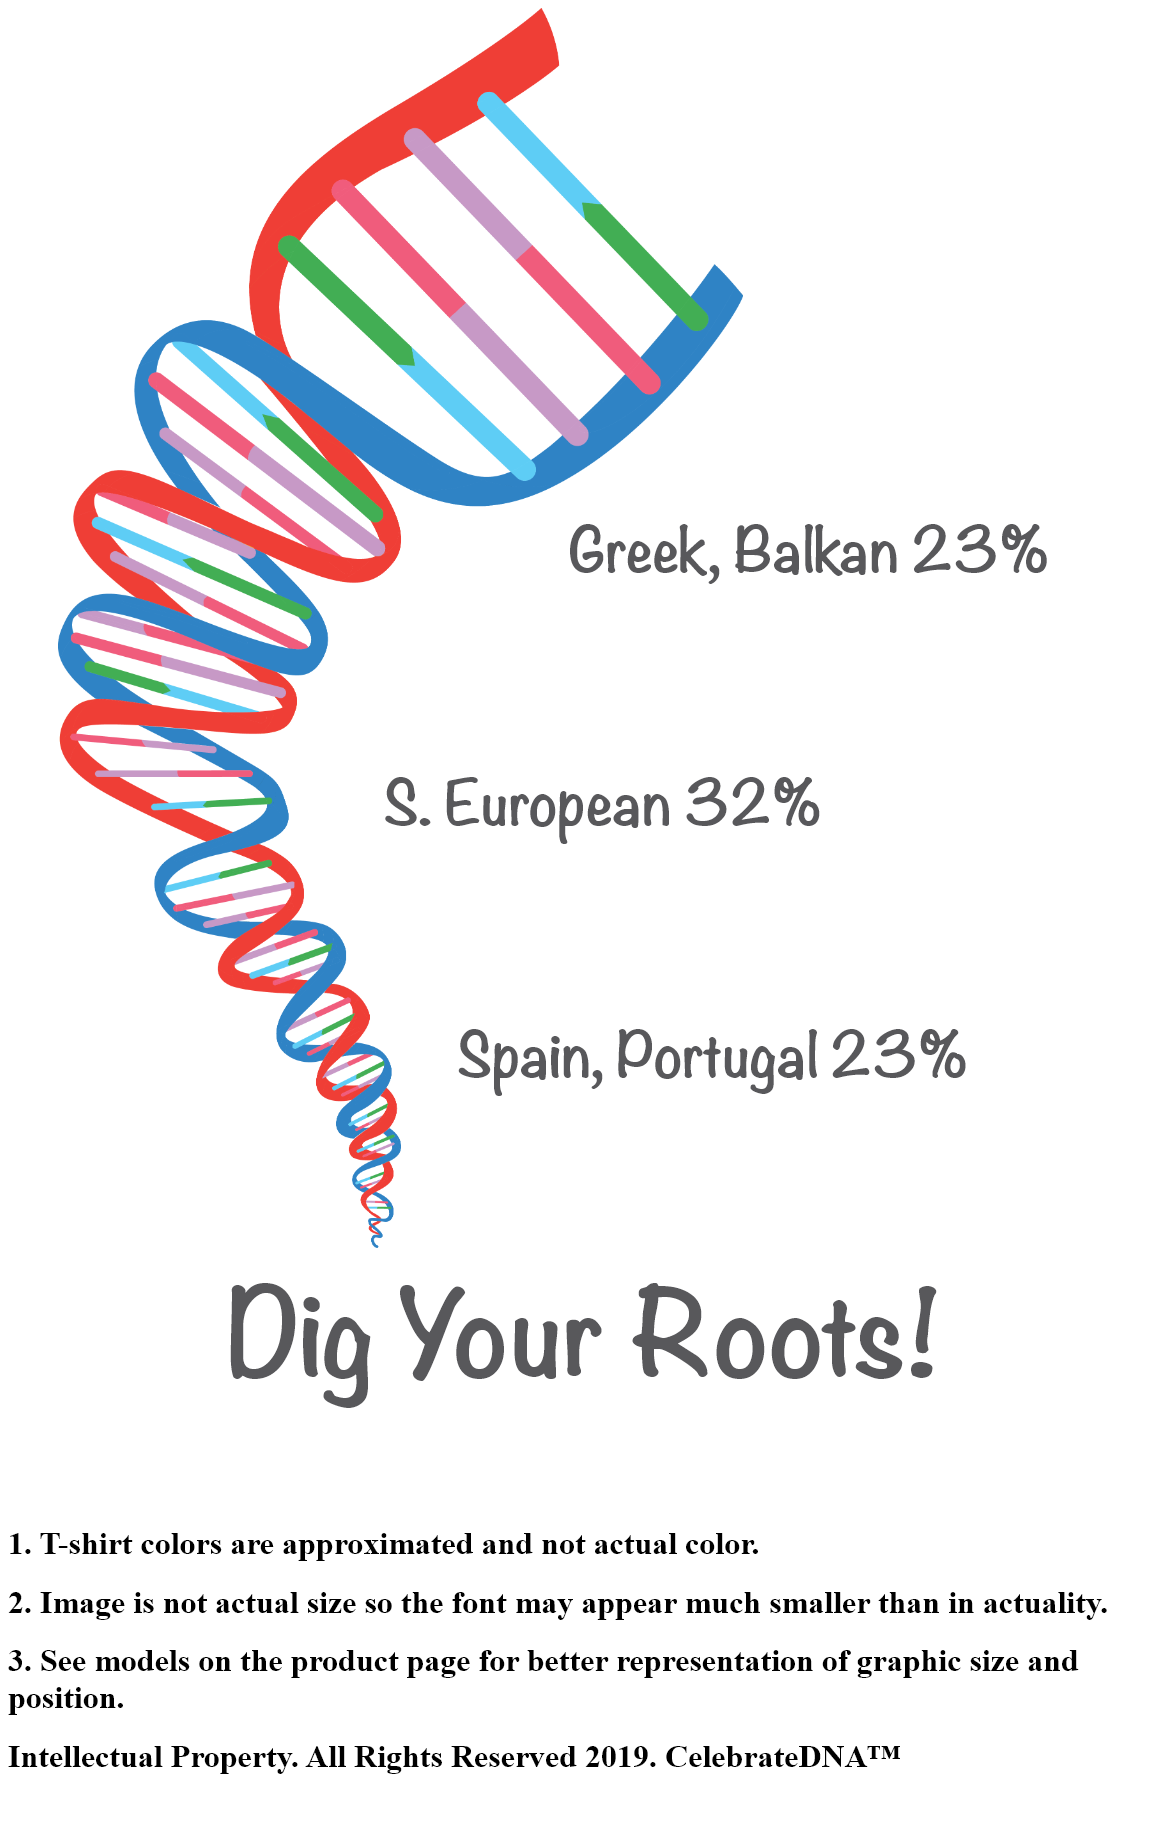 Greek, Balkan 23%
S. European 32%
Spain, Portugal 23%
Dig Your Roots!
1. T-shirt colors are approximated and not actual color.
2. Image is not actual size so the font may appear much smaller than in actuality.
3. See models on the product page for better representation of graphic size and
position.
Intellectual Property. All Rights Reserved 2019. CelebrateDNA™